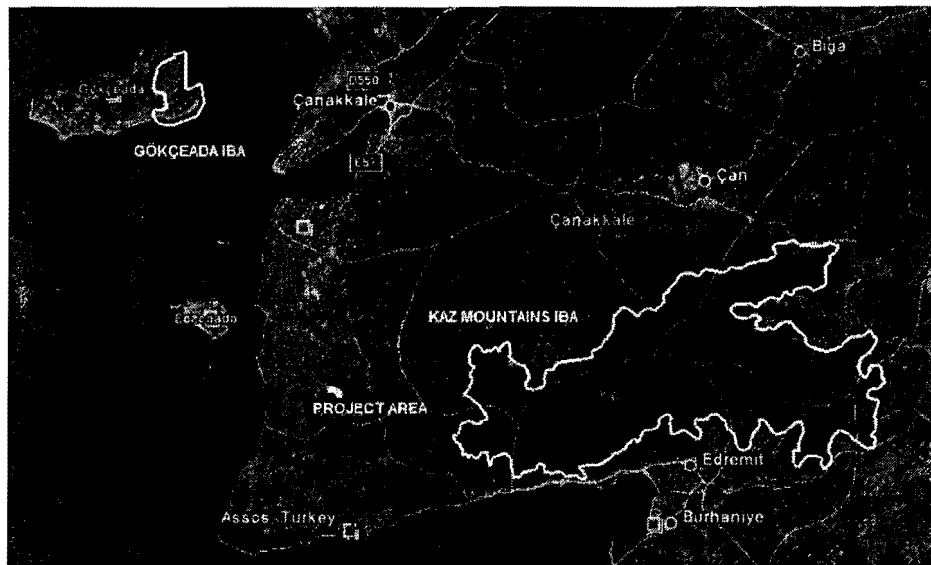 Biga
Gökçeada
D550
Çanakkale
GÖKÇEADA IBA
Çan
Çanakkale
KAZ MOUNTAINS IBA
PROJECT AREA
Edremit
Assos, Turkey
Burhaniye